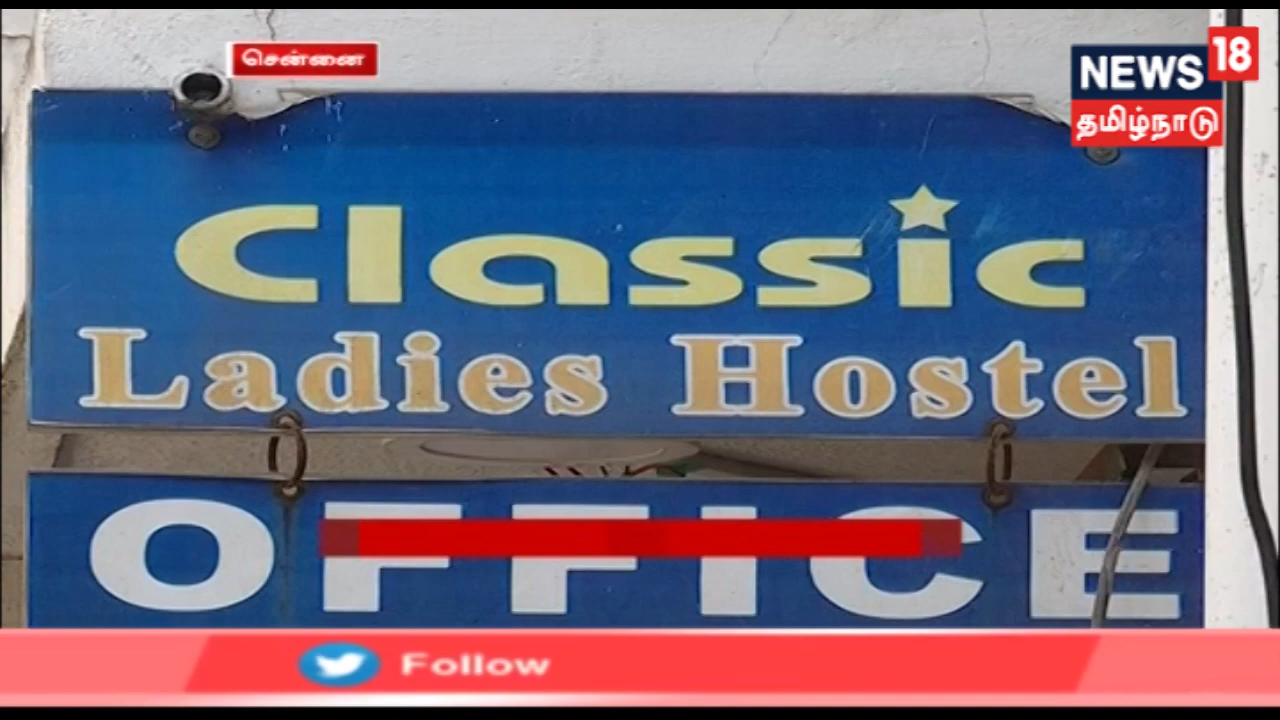 சென்னை
NEWS 18
தமிழ்நாடு
Classic
Ladies Hostel
OFFICE
Follow